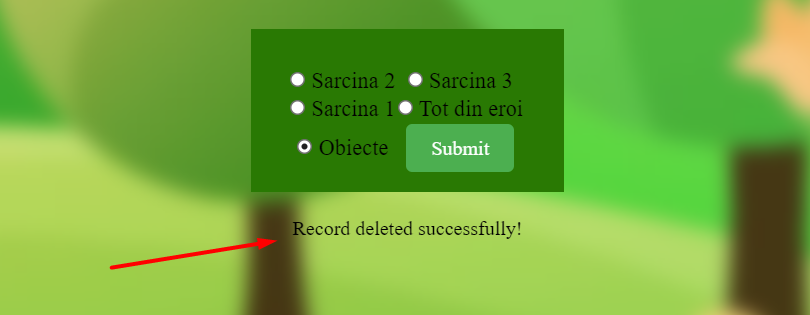 Sarcina 2 Sarcina 3
Sarcina 1 Tot din eroi
Obiecte Submit
Record deleted successfully!